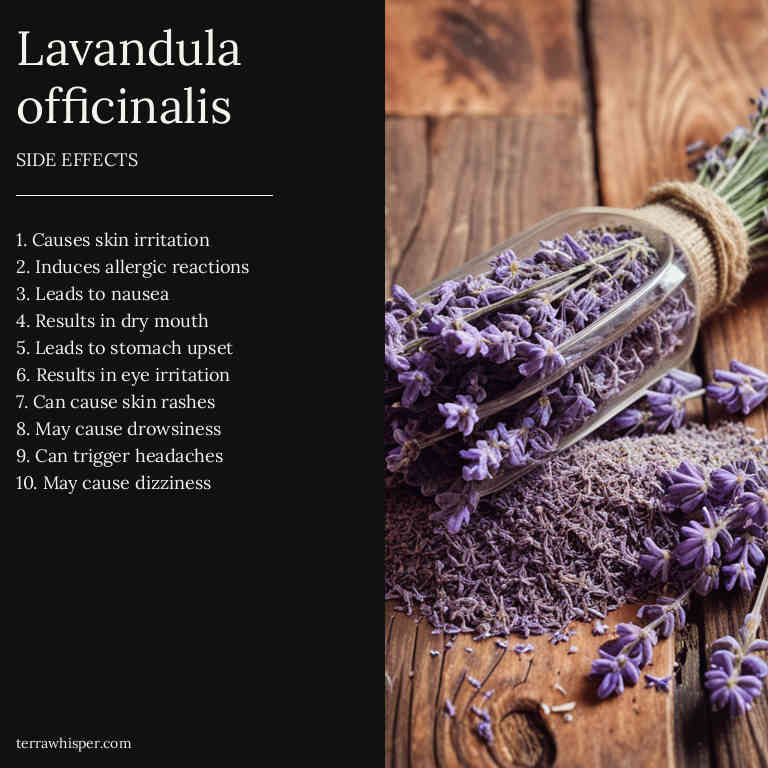 Lavandula
officinalis
SIDE EFFECTS
1. Causes skin irritation
2. Induces allergic reactions
3. Leads to nausea
4. Results in dry mouth
5. Leads to stomach upset
6. Results in eye irritation
7. Can cause skin rashes
8. May cause drowsiness
9. Can trigger headaches
10. May cause dizziness
terrawhisper.com